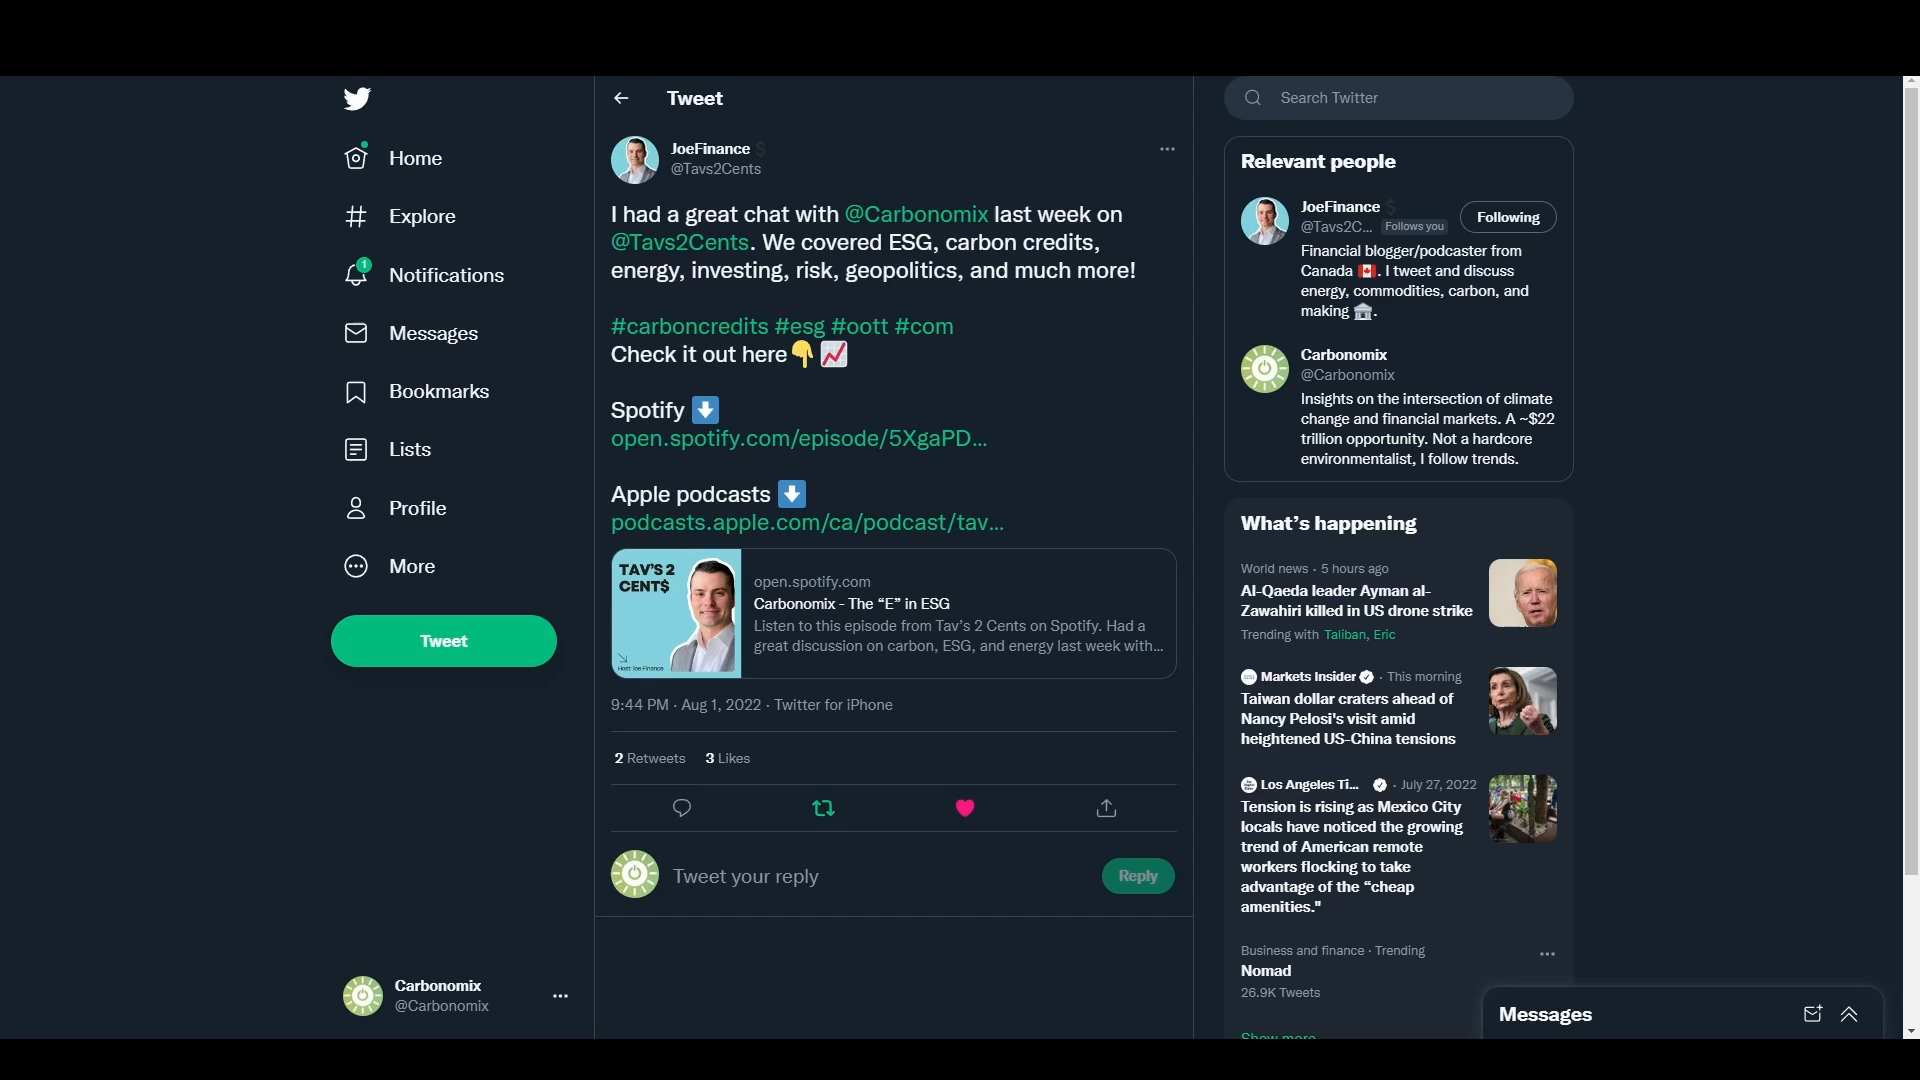 Home
Explore
1
Notifications
Messages
Bookmarks
Lists
Profile
More
Tweet
Carbonomix
@Carbonomix
Tweet
JoeFinance
@Tavs2Cents
I had a great chat with @Carbonomix last week on
@Tavs2Cents. We covered ESG, carbon credits,
energy, investing, risk, geopolitics, and much more!
#carboncredits #esg #oott #com
Check it out here👇📈
Spotify ⬇️
open.spotify.com/episode/5XgaPD...
Apple podcasts ⬇️
podcasts.apple.com/ca/podcast/tav...
TAV'S 2
CENT$
Host: Joe Finance
open.spotify.com
Carbonomix - The “E” in ESG
Listen to this episode from Tav’s 2 Cents on Spotify. Had a
great discussion on carbon, ESG, and energy last week with...
9:44 PM · Aug 1, 2022 · Twitter for iPhone
2 Retweets 3 Likes
Tweet your reply
Reply
Search Twitter
Relevant people
JoeFinance
@Tavs2C... Follows you
Following
Financial blogger/podcaster from
Canada 🇨🇦. I tweet and discuss
energy, commodities, carbon, and
making 🏦.
Carbonomix
@Carbonomix
Insights on the intersection of climate
change and financial markets. A ~$22
trillion opportunity. Not a hardcore
environmentalist, I follow trends.
What’s happening
World news · 5 hours ago
Al-Qaeda leader Ayman al-
Zawahiri killed in US drone strike
Trending with Taliban, Eric
Markets Insider · This morning
Taiwan dollar craters ahead of
Nancy Pelosi's visit amid
heightened US-China tensions
Los Angeles Ti... · July 27, 2022
Tension is rising as Mexico City
locals have noticed the growing
trend of American remote
workers flocking to take
advantage of the “cheap
amenities."
Business and finance · Trending
Nomad
26.9K Tweets
Show more
Messages